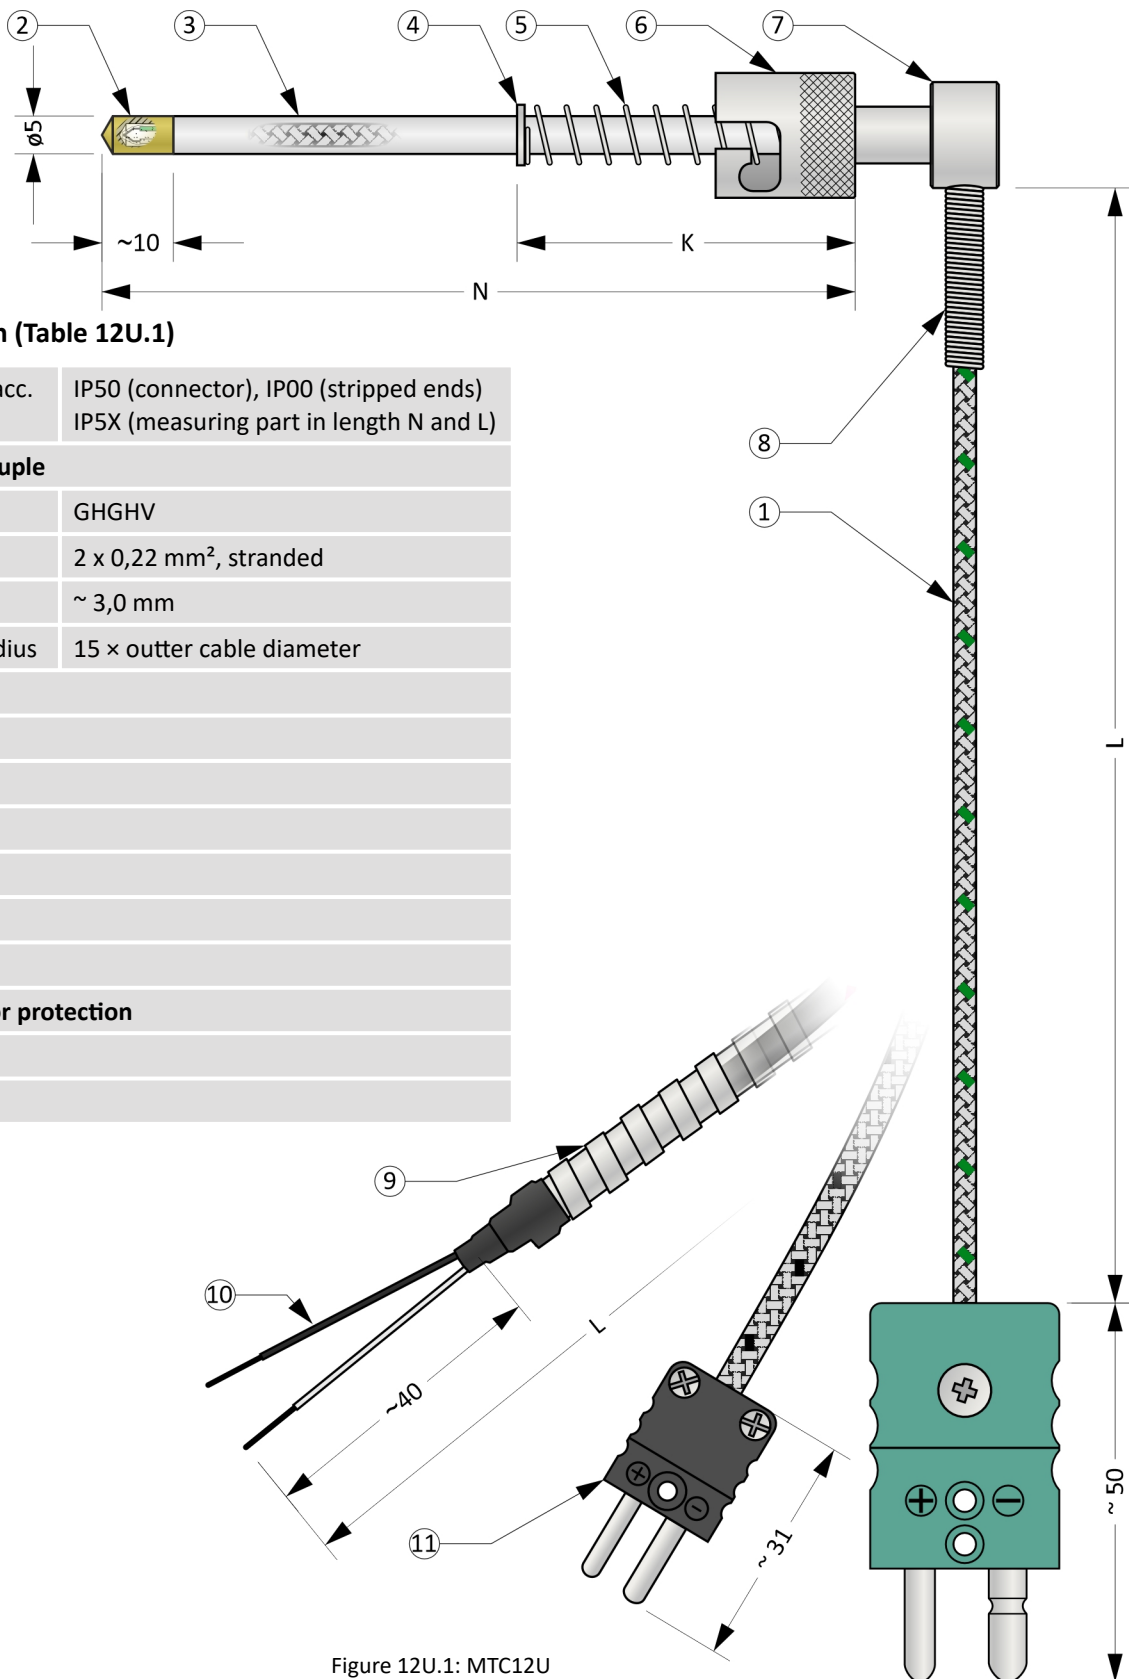 2
3
4
5
6
7
ø5
~10
K
N
n (Table 12U.1)
acc.
IP50 (connector), IP00 (stripped ends)
IP5X (measuring part in length N and L)
uple
GHGHV
2 x 0,22 mm², stranded
~ 3,0 mm
dius
15 × outter cable diameter
or protection
8
1
L
9
10
L
~40
11
~ 31
~ 50
+
-
+
-
Figure 12U.1: MTC12U